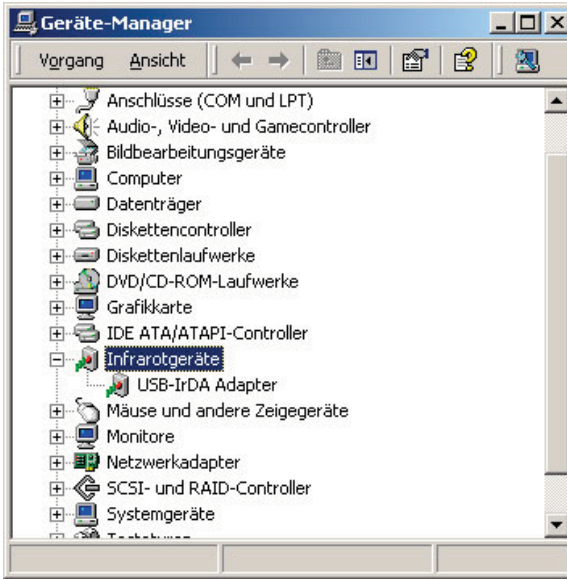 Geräte-Manager
Vorgang Ansicht
Anschlüsse (COM und LPT)
Audio-, Video- und Gamecontroller
Bildbearbeitungsgeräte
Computer
Datenträger
Diskettencontroller
Diskettenlaufwerke
DVD/CD-ROM-Laufwerke
Grafikkarte
IDE ATA/ATAPI-Controller
Infrarotgeräte
USB-IrDA Adapter
Mäuse und andere Zeigegeräte
Monitore
Netzwerkadapter
SCSI- und RAID-Controller
Systemgeräte